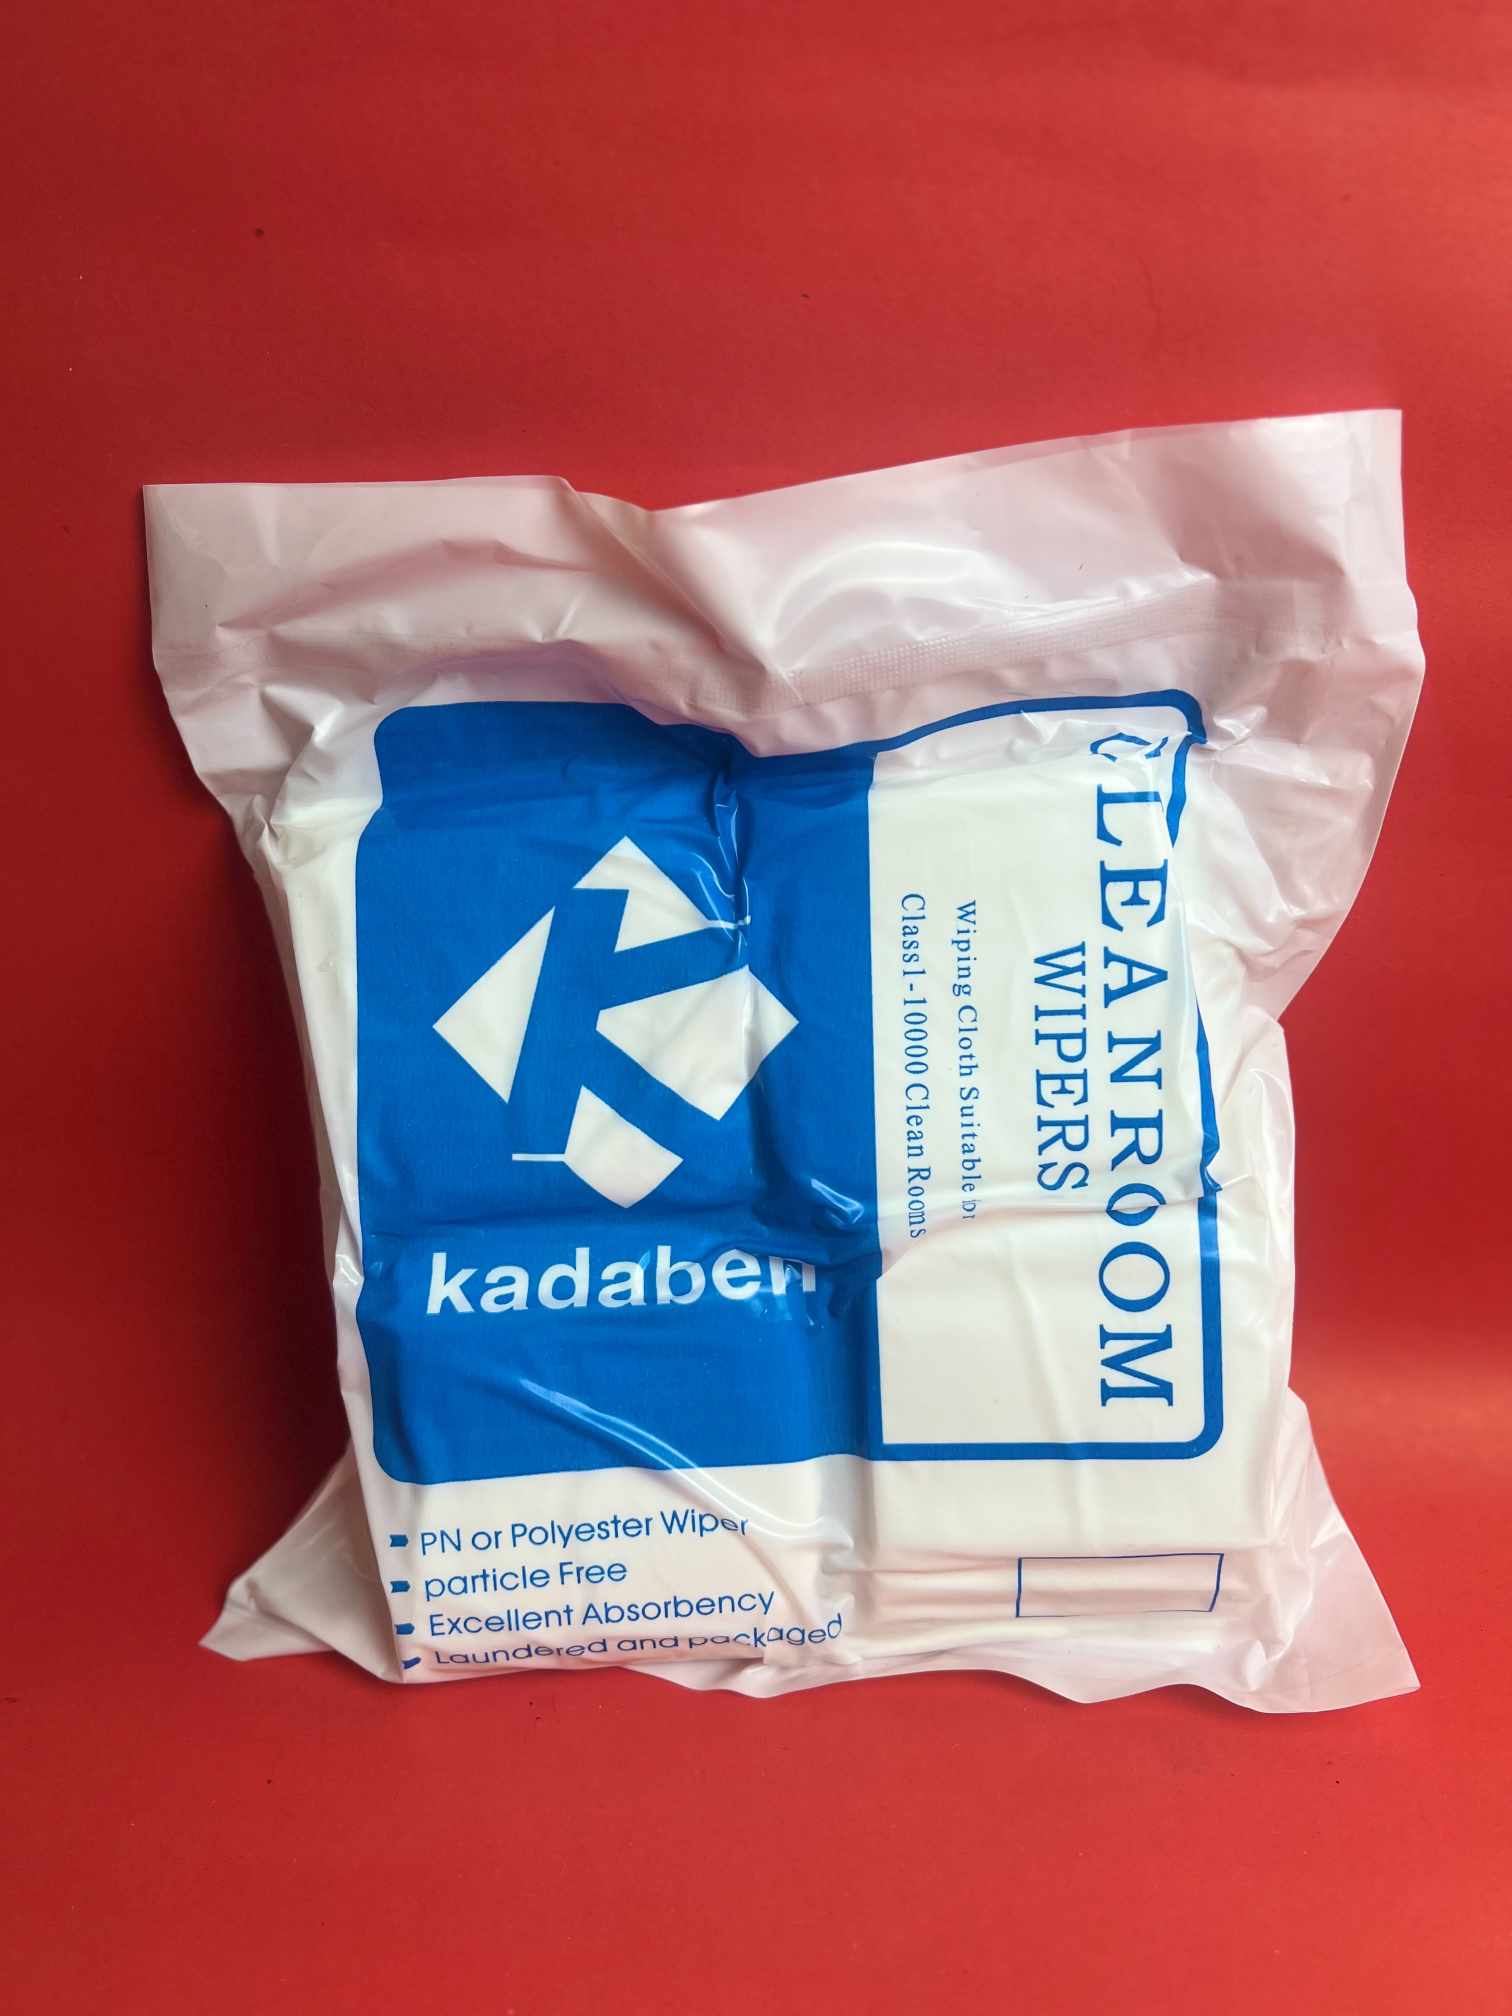 kadaben
CLEANROOM
WIPERS
Wiping Cloth Suitable for
Class1-10000 Clean Rooms
PN or Polyester Wiper
particle Free
Excellent Absorbency
Laundered and packaged